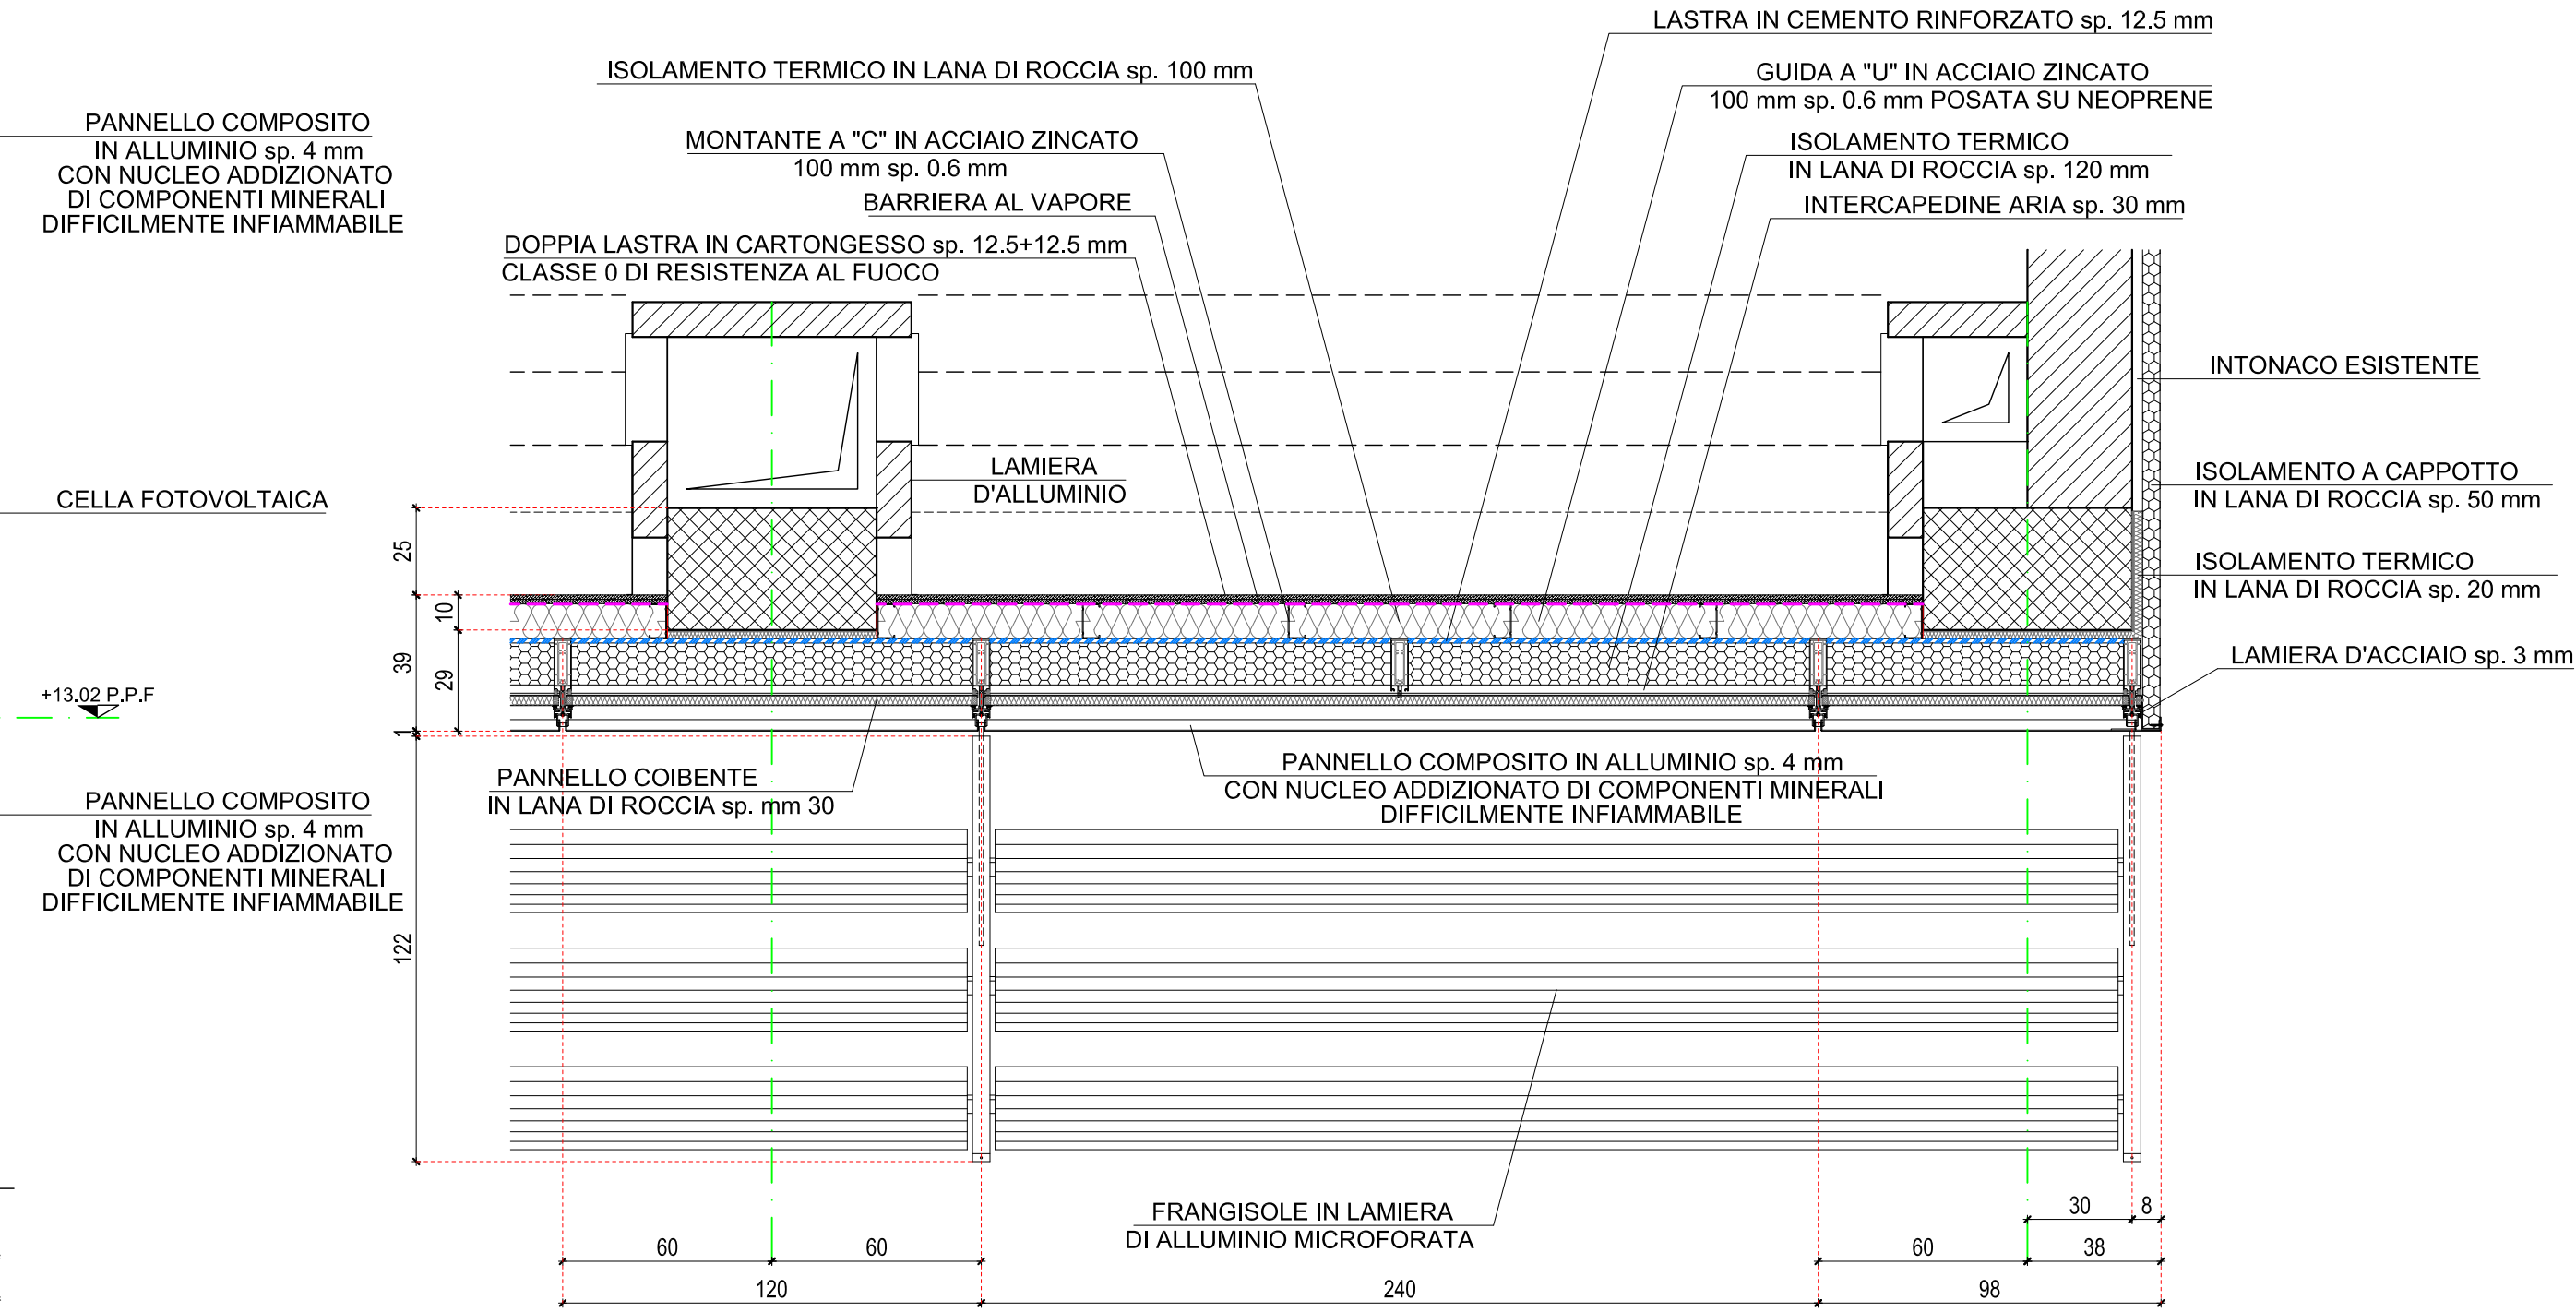 LASTRA IN CEMENTO RINFORZATO sp. 12.5 mm
ISOLAMENTO TERMICO IN LANA DI ROCCIA sp. 100 mm
GUIDA A "U" IN ACCIAIO ZINCATO
100 mm sp. 0.6 mm POSATA SU NEOPRENE
PANNELLO COMPOSITO
IN ALLUMINIO sp. 4 mm
CON NUCLEO ADDIZIONATO
DI COMPONENTI MINERALI
DIFFICILMENTE INFIAMMABILE
MONTANTE A "C" IN ACCIAIO ZINCATO
100 mm sp. 0.6 mm
ISOLAMENTO TERMICO
IN LANA DI ROCCIA sp. 120 mm
BARRIERA AL VAPORE
INTERCAPEDINE ARIA sp. 30 mm
DOPPIA LASTRA IN CARTONGESSO sp. 12.5+12.5 mm
CLASSE 0 DI RESISTENZA AL FUOCO
INTONACO ESISTENTE
LAMIERA
D'ALLUMINIO
ISOLAMENTO A CAPPOTTO
IN LANA DI ROCCIA sp. 50 mm
CELLA FOTOVOLTAICA
25
ISOLAMENTO TERMICO
IN LANA DI ROCCIA sp. 20 mm
10
39
29
1
LAMIERA D'ACCIAIO sp. 3 mm
+13.02 P.P.F
PANNELLO COIBENTE
IN LANA DI ROCCIA sp. mm 30
PANNELLO COMPOSITO IN ALLUMINIO sp. 4 mm
CON NUCLEO ADDIZIONATO DI COMPONENTI MINERALI
DIFFICILMENTE INFIAMMABILE
PANNELLO COMPOSITO
IN ALLUMINIO sp. 4 mm
CON NUCLEO ADDIZIONATO
DI COMPONENTI MINERALI
DIFFICILMENTE INFIAMMABILE
122
FRANGISOLE IN LAMIERA
DI ALLUMINIO MICROFORATA
30 8
60 60 60 38
120 240 98